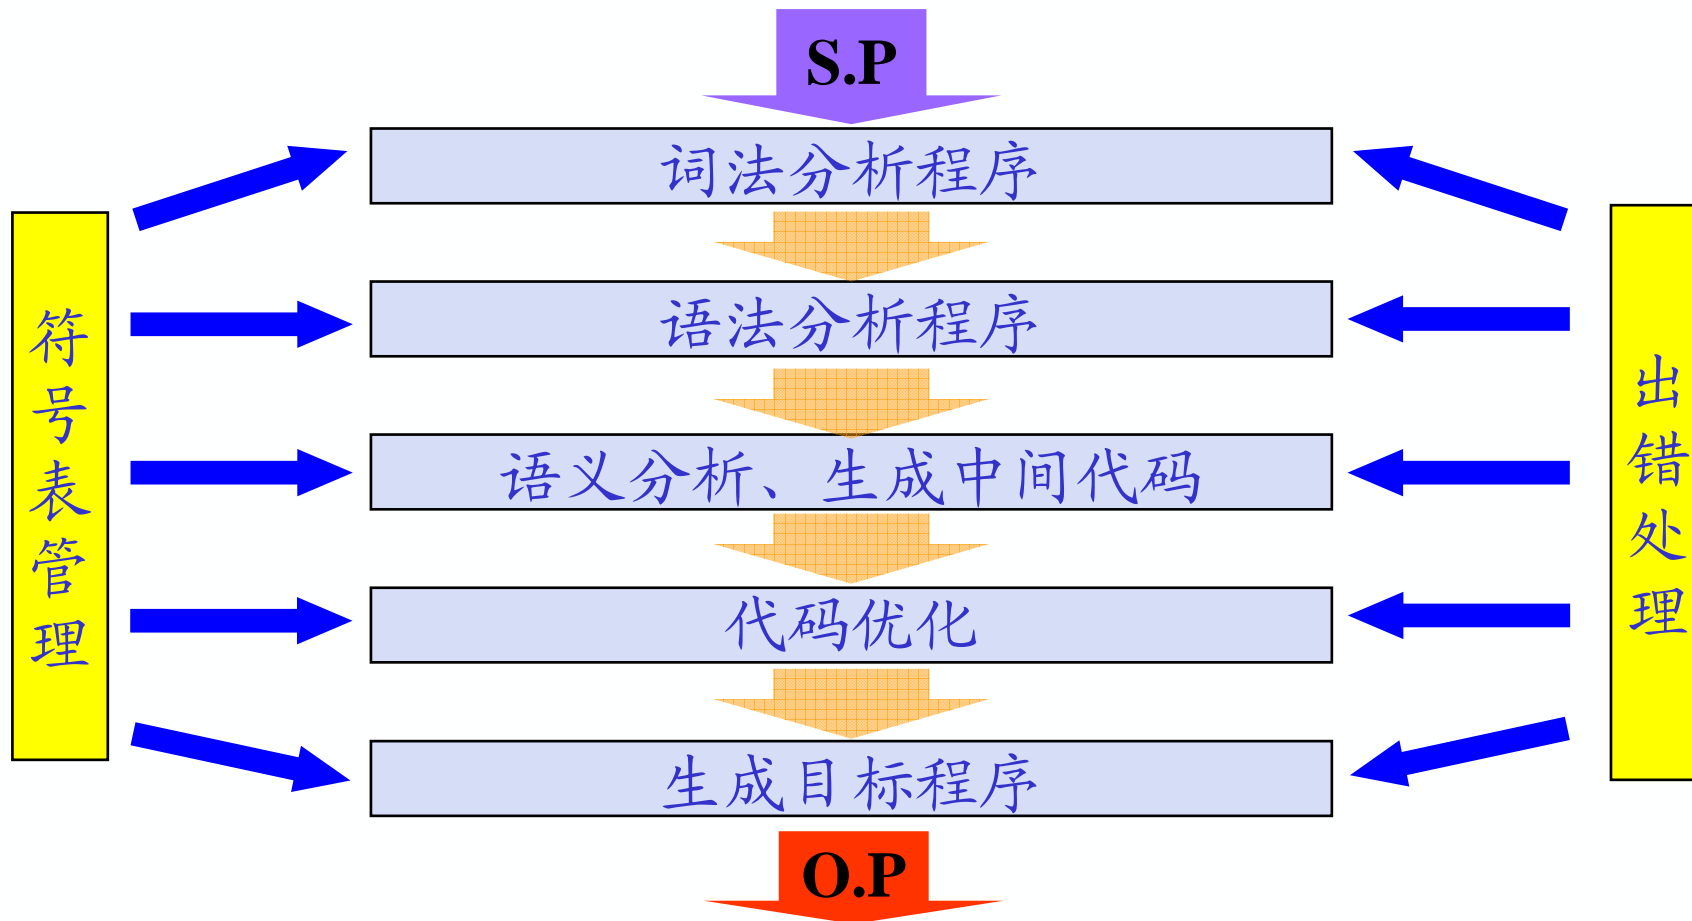 S.P
词法分析程序
语法分析程序
语义分析、生成中间代码
代码优化
生成目标程序
O.P
符号表管理
出错处理